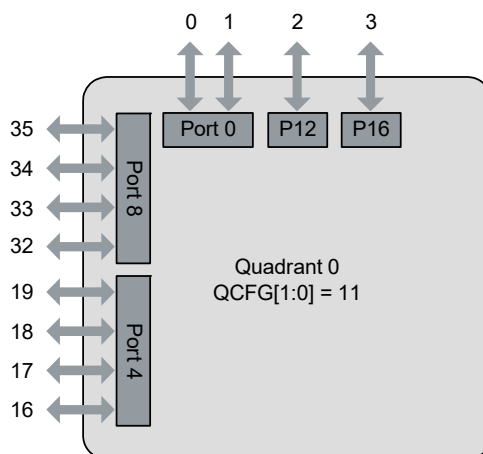 0 1 2 3
Port 0 P12 P16
35
34
33
32
Port 8
19
18
17
16
Port 4
Quadrant 0
QCFG[1:0] = 11